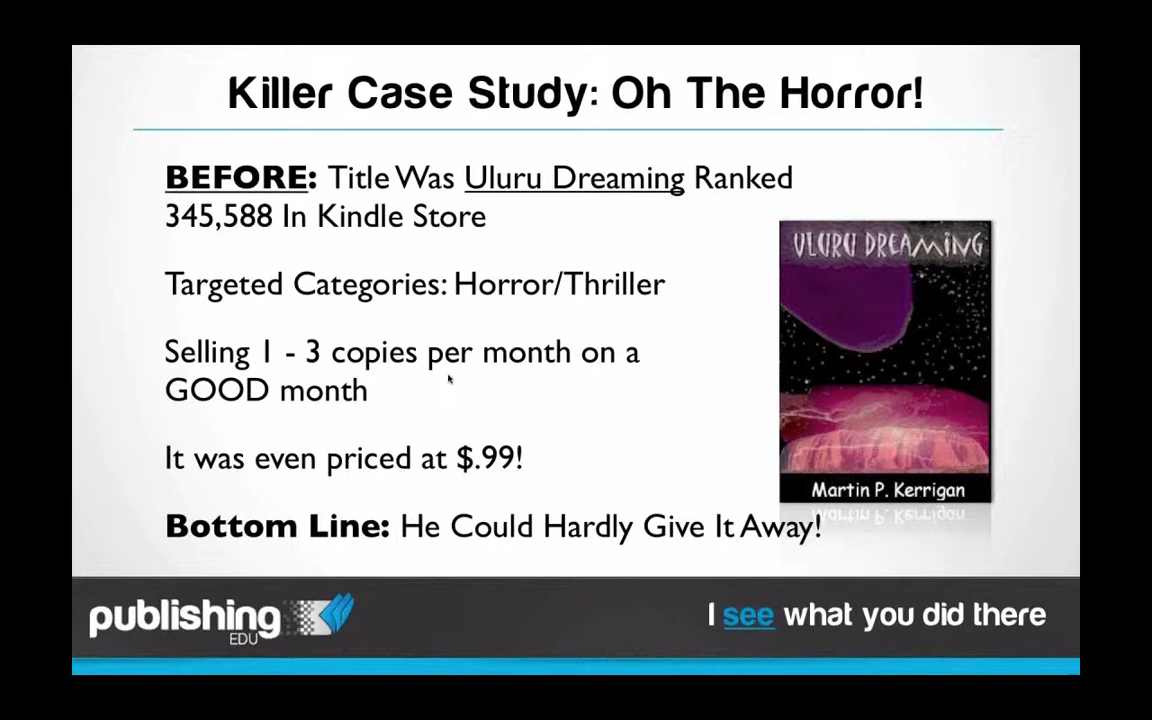 Killer Case Study: Oh The Horror!
BEFORE: Title Was Uluru Dreaming Ranked
345,588 In Kindle Store
Targeted Categories: Horror/Thriller
Selling 1 - 3 copies per month on a
GOOD month
It was even priced at $.99!
Bottom Line: He Could Hardly Give It Away!
ULURU DREAMING
Martin P. Kerrigan
publishing
EDU
I see what you did there